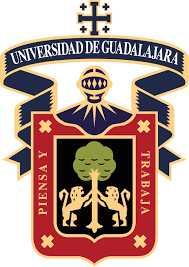 UNIVERSIDAD DE GUADALAJARA
PIENSA Y
TRABAJA